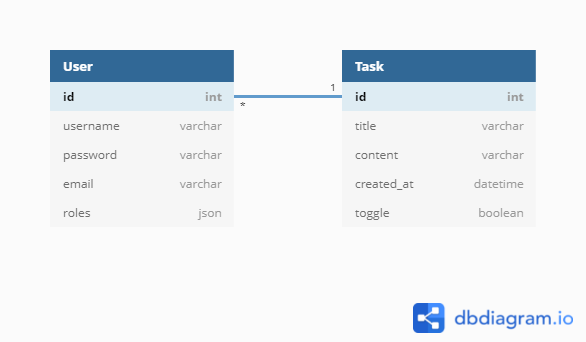 User
id int
username varchar
password varchar
email varchar
roles json
* 1
Task
id int
title varchar
content varchar
created_at datetime
toggle boolean
dbdiagram.io